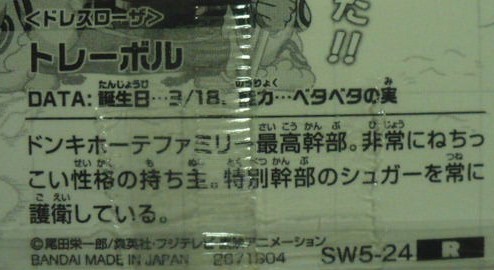 だ!!
<ドレスローザ>
トレーボル
DATA: 誕生日…3/18、能力…ベタベタの実
ドンキホーテファミリー最高幹部。非常にねちっ
こい性格の持ち主。特別幹部のシュガーを常に
護衛している。
©尾田栄一郎/集英社・フジテレビ・東映アニメーション
BANDAI MADE IN JAPAN 2671504
SW5-24 R